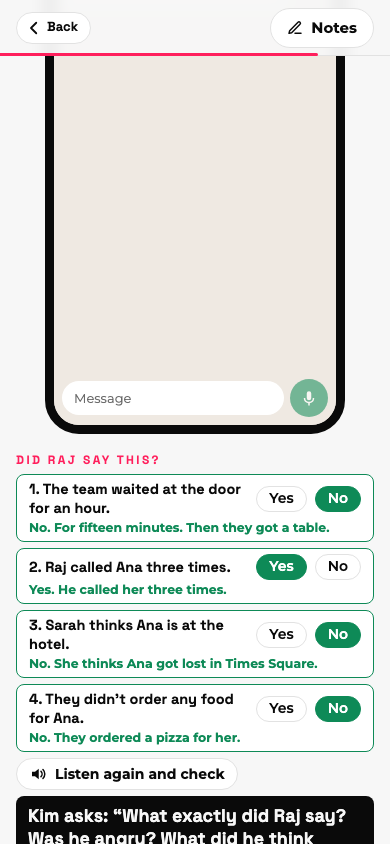 Back
Notes
Message
DID RAJ SAY THIS?
1. The team waited at the door
for an hour.
Yes
No
No. For fifteen minutes. Then they got a table.
2. Raj called Ana three times.
Yes
No
Yes. He called her three times.
3. Sarah thinks Ana is at the
hotel.
Yes
No
No. She thinks Ana got lost in Times Square.
4. They didn't order any food
for Ana.
Yes
No
No. They ordered a pizza for her.
Listen again and check
Kim asks: “What exactly did Raj say?
Was he angry? What did he think